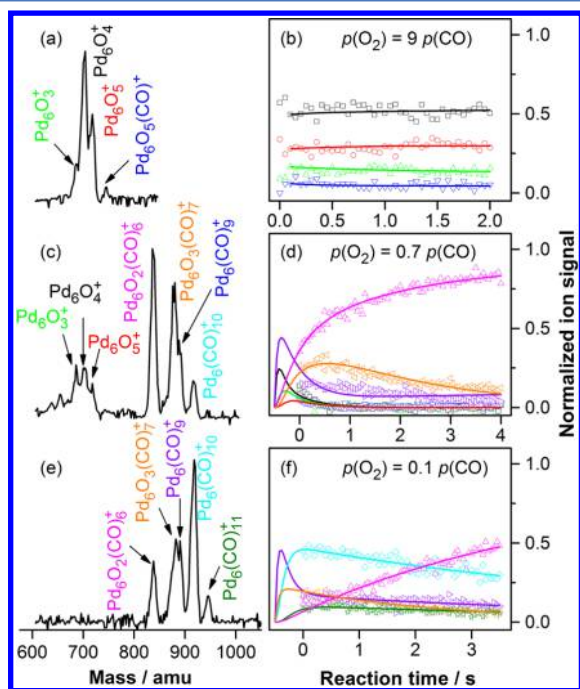 (a)
Pd₆O₃⁺
Pd₆O₄⁺
Pd₆O₅⁺
Pd₆O₅(CO)⁺
(b) p(O₂) = 9 p(CO)
1.0
0.5
0.0
0.0 0.5 1.0 1.5 2.0
(c)
Pd₆O₃⁺
Pd₆O₄⁺
Pd₆O₅⁺
Pd₆O₂(CO)₆⁺
Pd₆O₃(CO)₇⁺
Pd₆(CO)₉⁺
Pd₆(CO)₁₀⁺
(d) p(O₂) = 0.7 p(CO)
1.0
0.5
0.0
0 1 2 3 4
Normalized ion signal
(e)
Pd₆O₂(CO)₆⁺
Pd₆O₃(CO)₇⁺
Pd₆(CO)₉⁺
Pd₆(CO)₁₀⁺
Pd₆(CO)₁₁⁺
600 700 800 900 1000
Mass / amu
(f) p(O₂) = 0.1 p(CO)
1.0
0.5
0.0
0 1 2 3
Reaction time / s